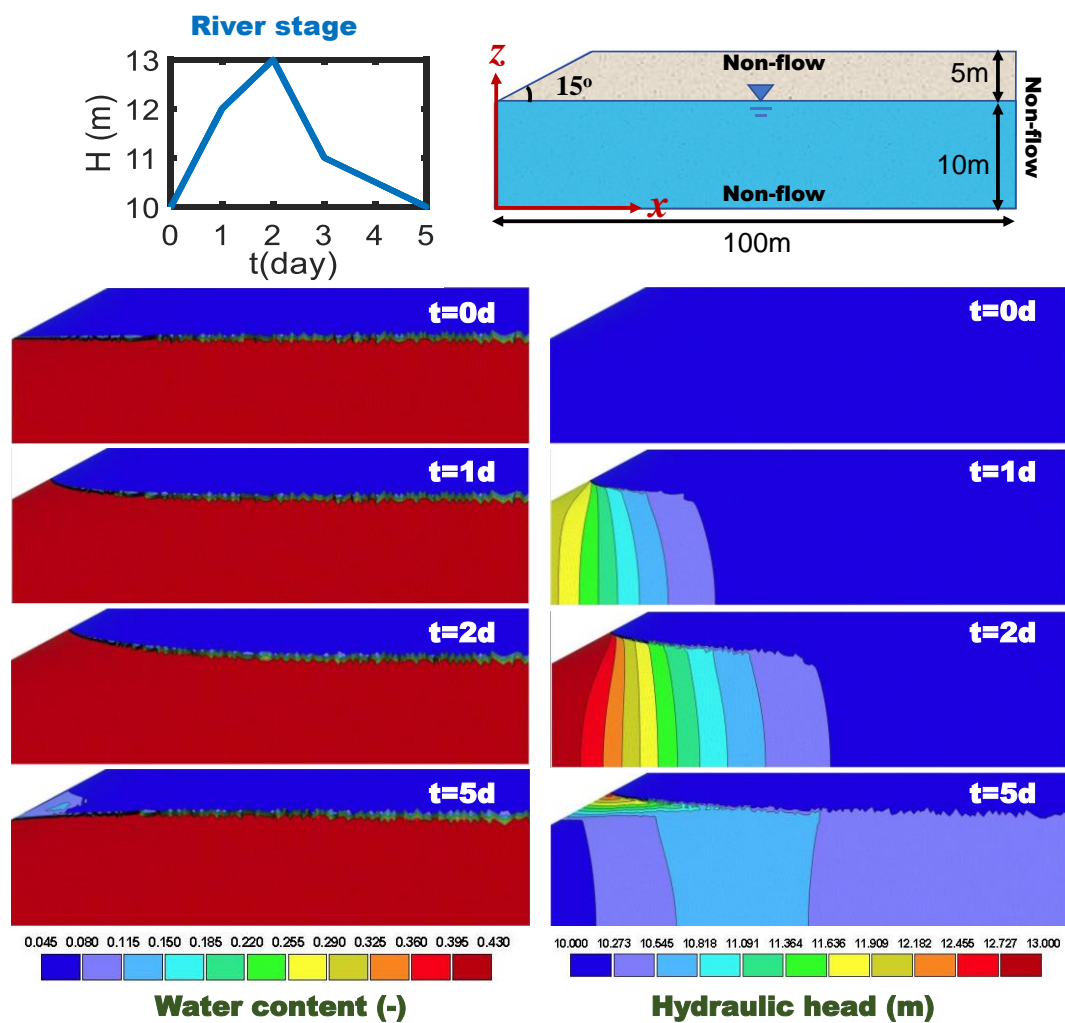 River stage
13
12
11
10
H (m)
0 1 2 3 4 5
t(day)
z
Non-flow
5m
15o
Non-flow
10m
Non-flow
x
100m
t=0d
t=0d
t=1d
t=1d
t=2d
t=2d
t=5d
t=5d
0.045 0.080 0.115 0.150 0.185 0.220 0.255 0.290 0.325 0.360 0.395 0.430
Water content (-)
10.000 10.273 10.545 10.818 11.091 11.364 11.636 11.909 12.182 12.455 12.727 13.000
Hydraulic head (m)